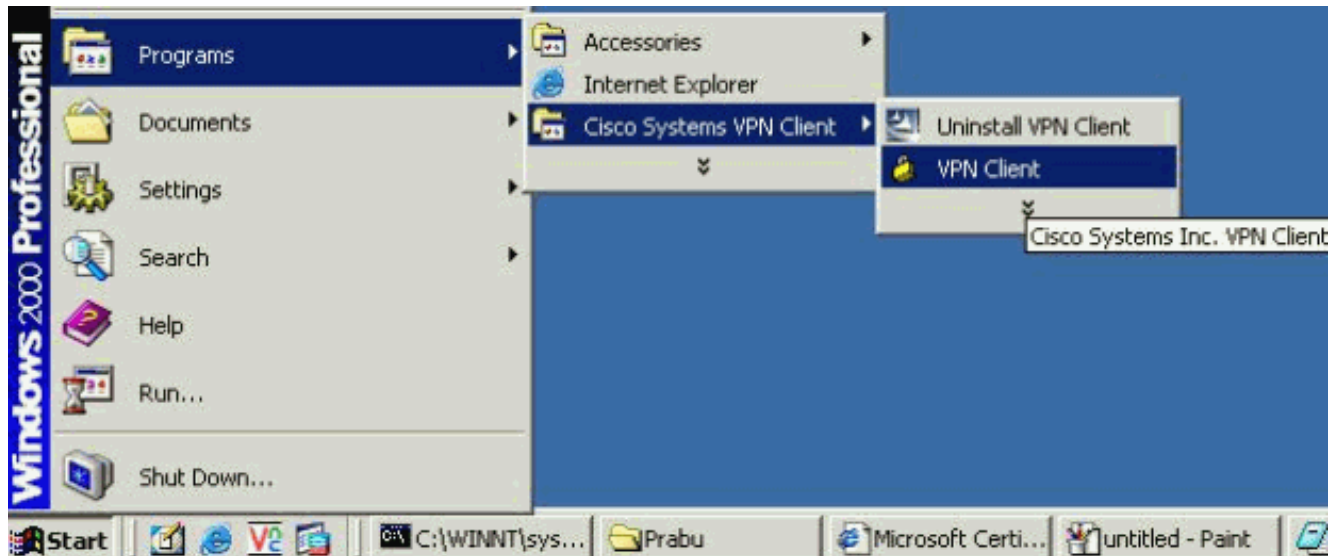 Windows 2000 Professional
Programs
Documents
Settings
Search
Help
Run...
Shut Down...
Accessories
Internet Explorer
Cisco Systems VPN Client
Uninstall VPN Client
VPN Client
Cisco Systems Inc. VPN Client
Start
C:\WINNT\sys...
Prabu
Microsoft Certi...
untitled - Paint